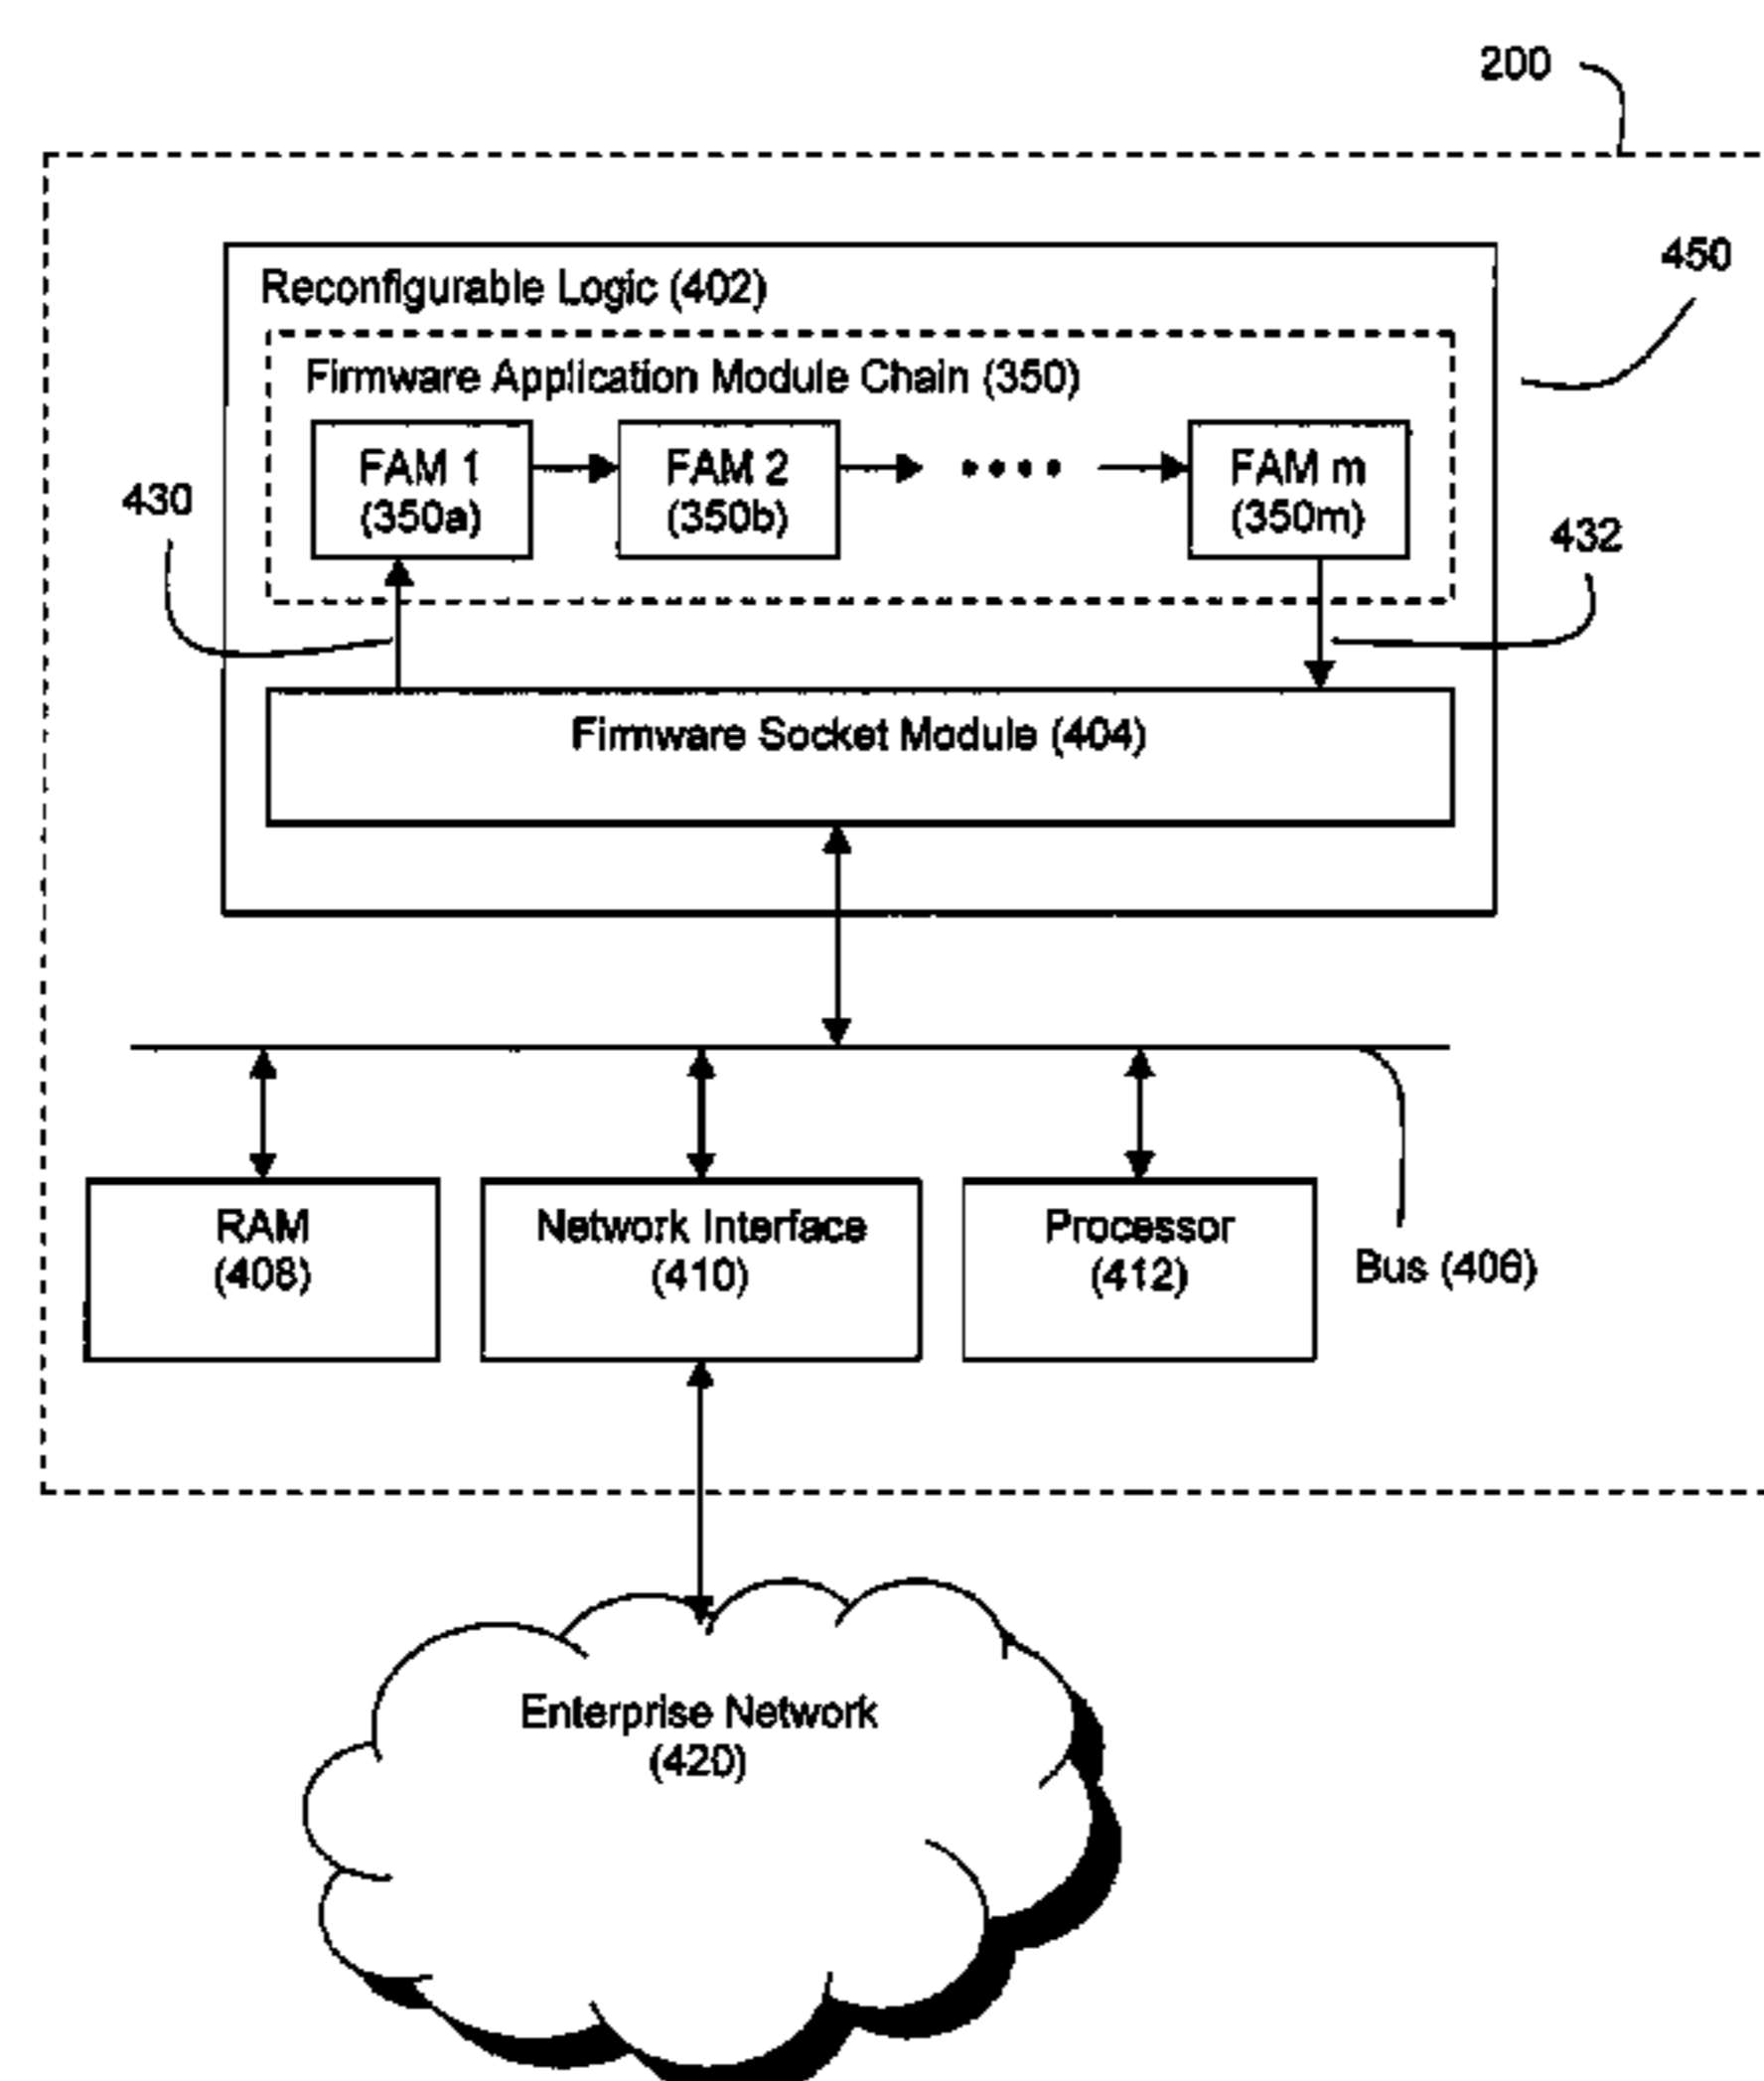 200
450
Reconfigurable Logic (402)
Firmware Application Module Chain (350)
FAM 1
(350a)
FAM 2
(350b)
FAM m
(350m)
430
432
Firmware Socket Module (404)
RAM
(408)
Network Interface
(410)
Processor
(412)
Bus (406)
Enterprise Network
(420)